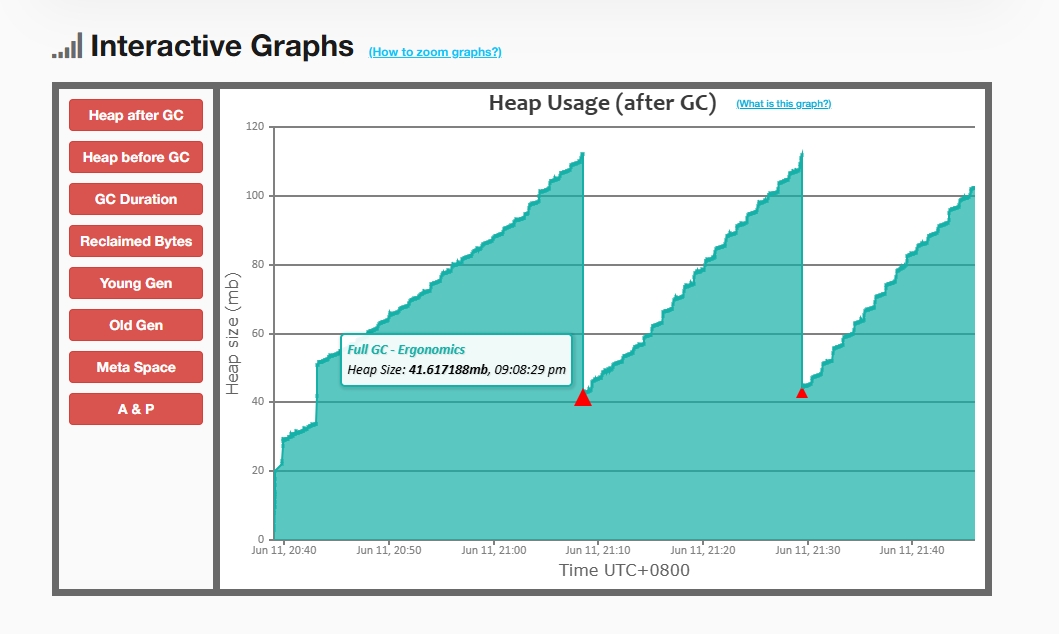 Interactive Graphs (How to zoom graphs?)
Heap after GC
Heap before GC
GC Duration
Reclaimed Bytes
Young Gen
Old Gen
Meta Space
A & P
Heap Usage (after GC) (What is this graph?)
Heap size (mb)
120
100
80
60
40
20
0
Full GC - Ergonomics
Heap Size: 41.617188mb, 09:08:29 pm
Jun 11, 20:40 Jun 11, 20:50 Jun 11, 21:00 Jun 11, 21:10 Jun 11, 21:20 Jun 11, 21:30 Jun 11, 21:40
Time UTC+0800